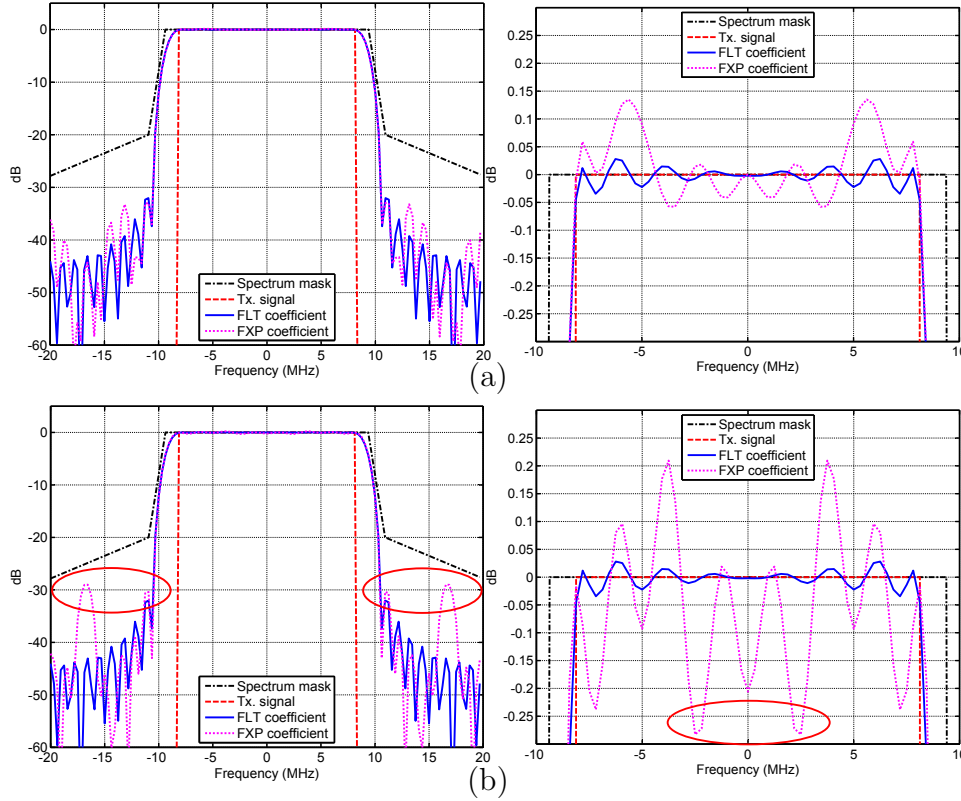 0
-10
-20
-30
-40
-50
-60
dB
-20 -15 -10 -5 0 5 10 15 20
Frequency (MHz)
Spectrum mask
Tx. signal
FLT coefficient
FXP coefficient
0.25
0.2
0.15
0.1
0.05
0
-0.05
-0.1
-0.15
-0.2
-0.25
dB
-10 -5 0 5 10
Frequency (MHz)
Spectrum mask
Tx. signal
FLT coefficient
FXP coefficient
(a)
0
-10
-20
-30
-40
-50
-60
dB
-20 -15 -10 -5 0 5 10 15 20
Frequency (MHz)
Spectrum mask
Tx. signal
FLT coefficient
FXP coefficient
0.25
0.2
0.15
0.1
0.05
0
-0.05
-0.1
-0.15
-0.2
-0.25
dB
-10 -5 0 5 10
Frequency (MHz)
Spectrum mask
Tx. signal
FLT coefficient
FXP coefficient
(b)